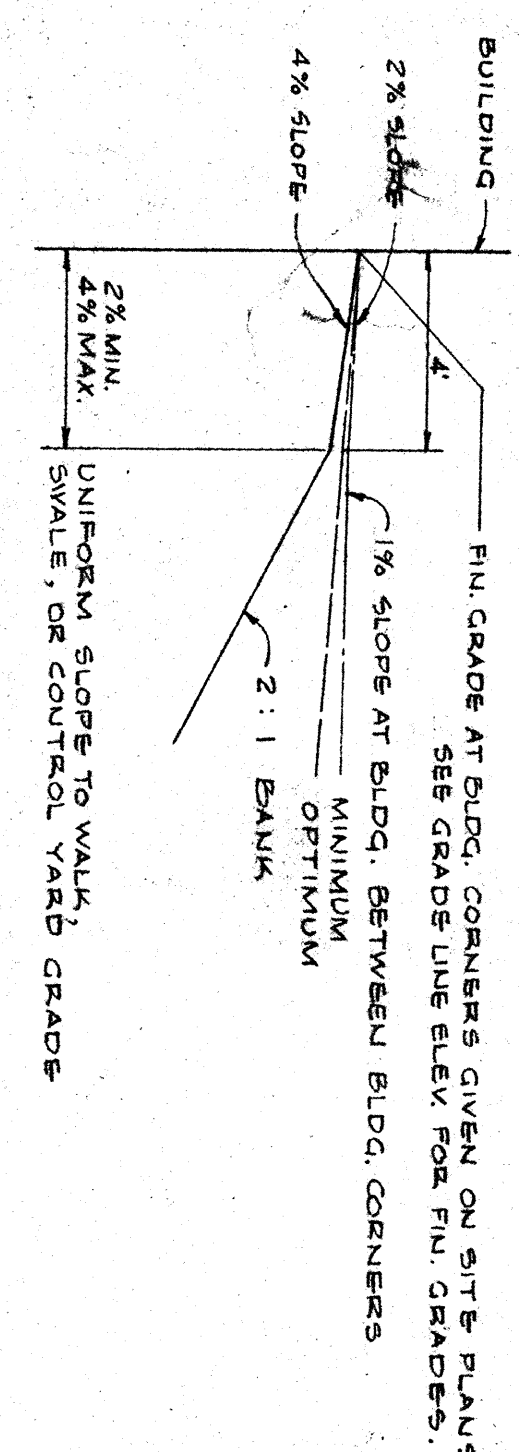 BUILDING
2% SLOPE
4% SLOPE
4'
2% MIN.
4% MAX.
FIN. GRADE AT BLDG. CORNERS GIVEN ON SITE PLANS
SEE GRADE LINE ELEV. FOR FIN. GRADES.
1% SLOPE AT BLDG. BETWEEN BLDG. CORNERS
MINIMUM
OPTIMUM
2 : 1 BANK
UNIFORM SLOPE TO WALK,
SWALE, OR CONTROL YARD GRADE